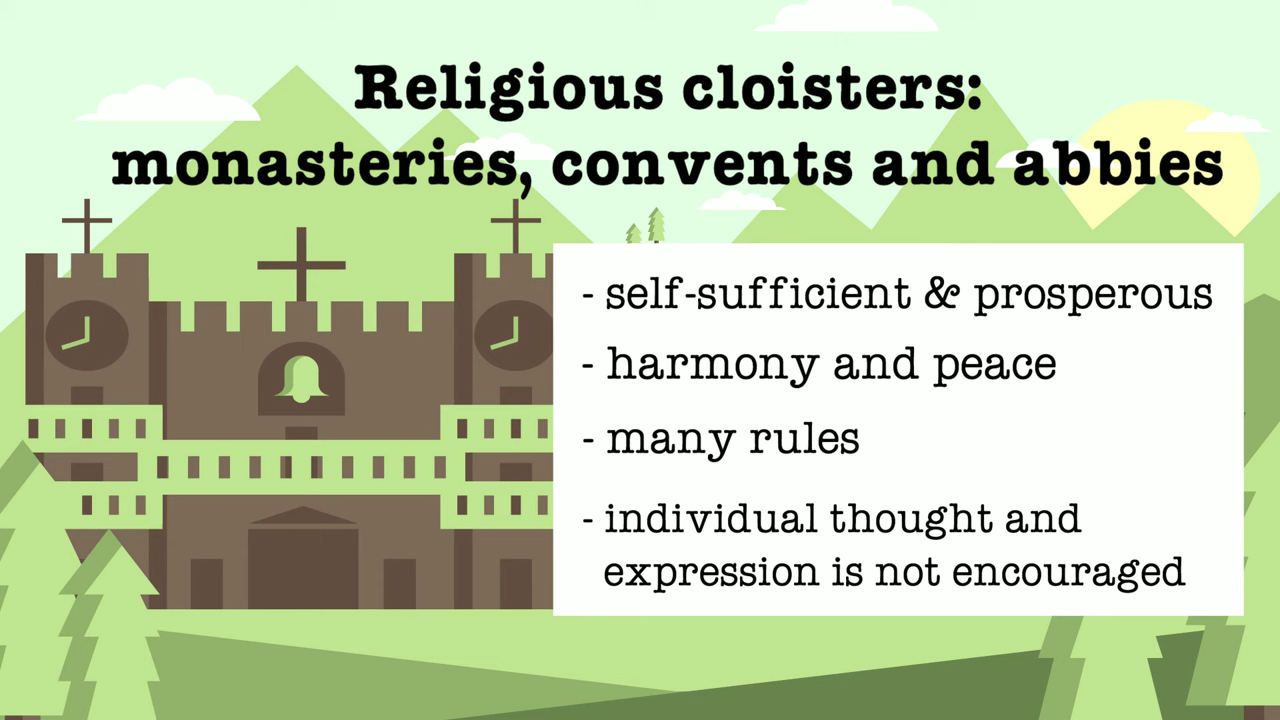 Religious cloisters:
monasteries, convents and abbies
- self-sufficient & prosperous
- harmony and peace
- many rules
- individual thought and
expression is not encouraged